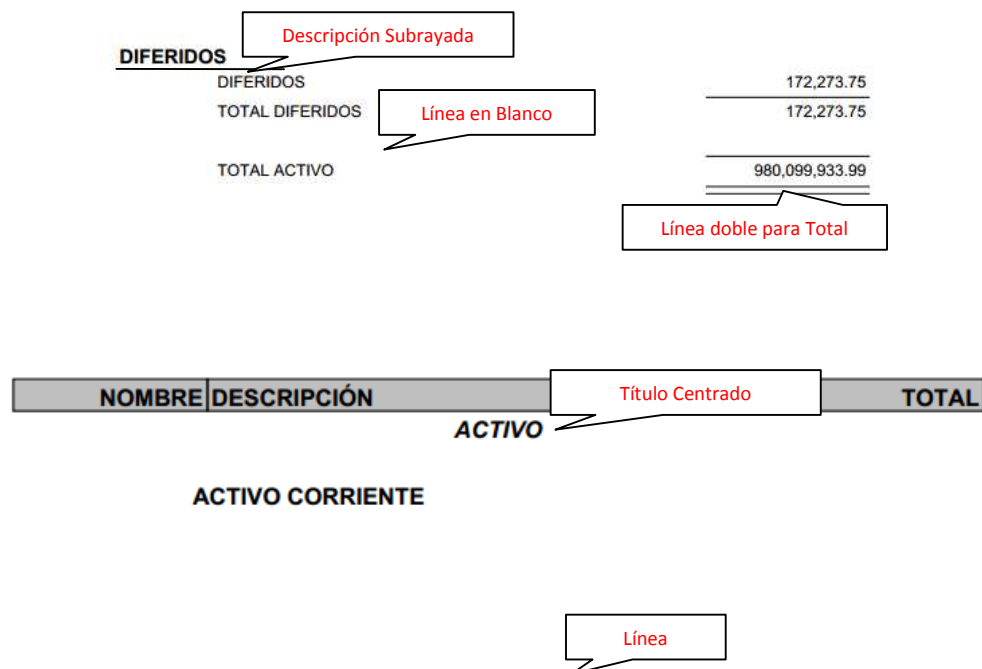 Descripción Subrayada
DIFERIDOS
DIFERIDOS 172,273.75
TOTAL DIFERIDOS 172,273.75
Línea en Blanco
TOTAL ACTIVO 980,099,933.99
Línea doble para Total
NOMBRE DESCRIPCIÓN TOTAL
Título Centrado
ACTIVO
ACTIVO CORRIENTE
Línea